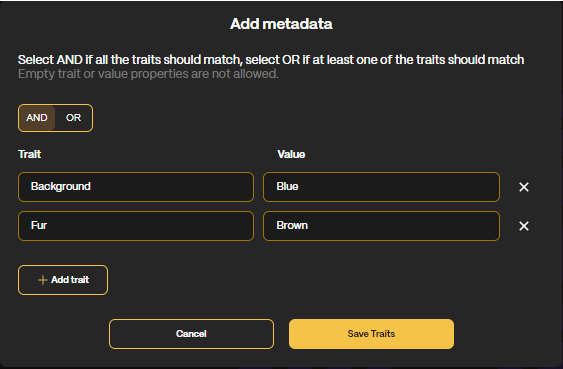 Add metadata
Select AND if all the traits should match, select OR if at least one of the traits should match
Empty trait or value properties are not allowed.
AND OR
Trait Value
Background Blue
Fur Brown
Add trait
Cancel Save Traits